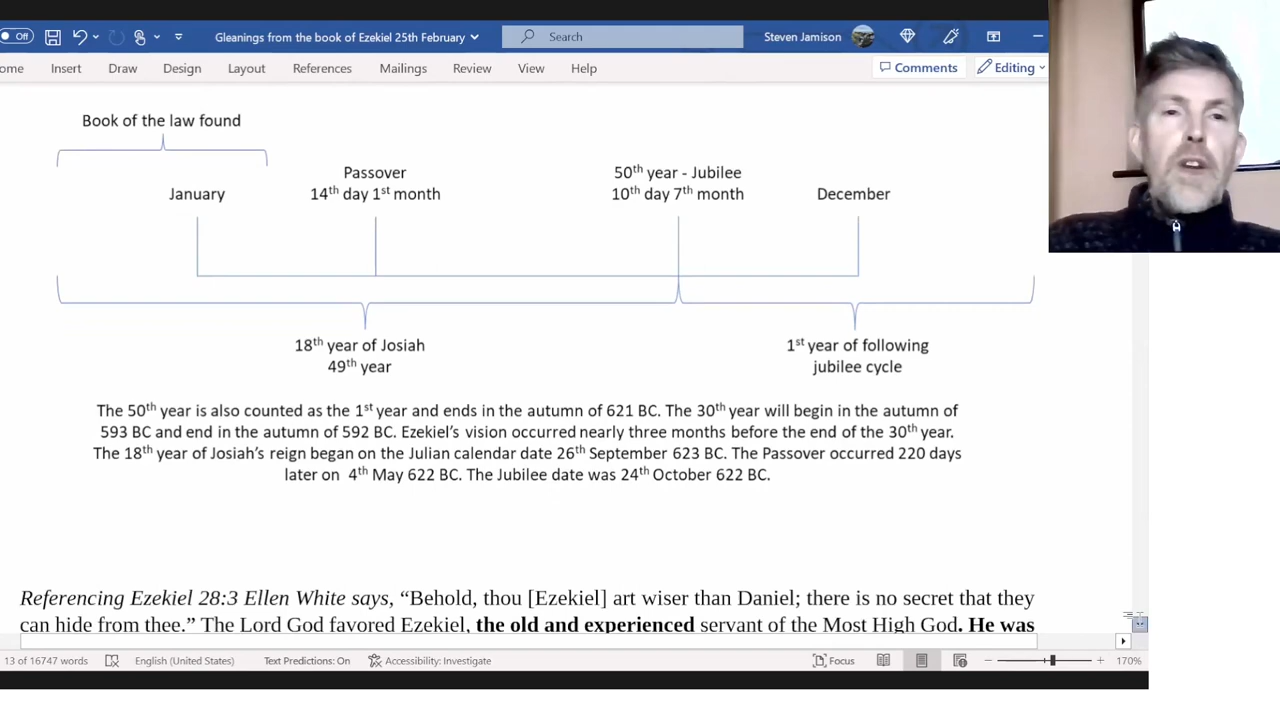 Off
Gleanings from the book of Ezekiel 25th February
Search
Steven Jamison
ome Insert Draw Design Layout References Mailings Review View Help
Comments
Editing
Book of the law found
January
Passover
14th day 1st month
50th year - Jubilee
10th day 7th month
December
18th year of Josiah
49th year
1st year of following
jubilee cycle
The 50th year is also counted as the 1st year and ends in the autumn of 621 BC. The 30th year will begin in the autumn of
593 BC and end in the autumn of 592 BC. Ezekiel’s vision occurred nearly three months before the end of the 30th year.
The 18th year of Josiah’s reign began on the Julian calendar date 26th September 623 BC. The Passover occurred 220 days
later on 4th May 622 BC. The Jubilee date was 24th October 622 BC.
Referencing Ezekiel 28:3 Ellen White says, “Behold, thou [Ezekiel] art wiser than Daniel; there is no secret that they
can hide from thee.” The Lord God favored Ezekiel, the old and experienced servant of the Most High God. He was
13 of 16747 words
English (United States)
Text Predictions: On
Accessibility: Investigate
Focus
170%